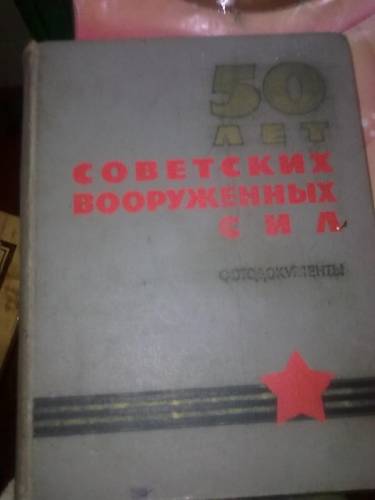 50
ЛЕТ
СОВЕТСКИХ
ВООРУЖЕННЫХ
СИЛ
ФОТОДОКУМЕНТЫ